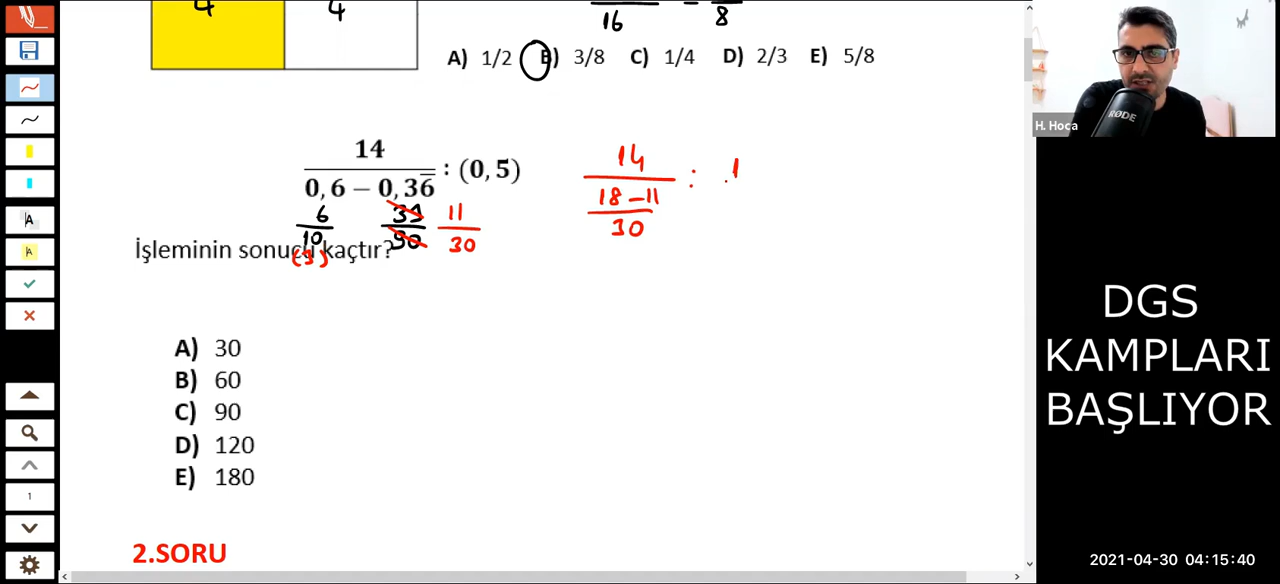 4 4
16 = 8
A) 1/2 B) 3/8 C) 1/4 D) 2/3 E) 5/8
RØDE
H. Hoca
14
0,6 − 0,36̅ : (0,5)
14
18 − 11 : 1
30
6 33 11
10 90 30
(3)
İşleminin sonucu kaçtır?
A) 30
B) 60
C) 90
D) 120
E) 180
2.SORU
A
A
1
DGS
KAMPLARI
BAŞLIYOR
2021-04-30 04:15:40